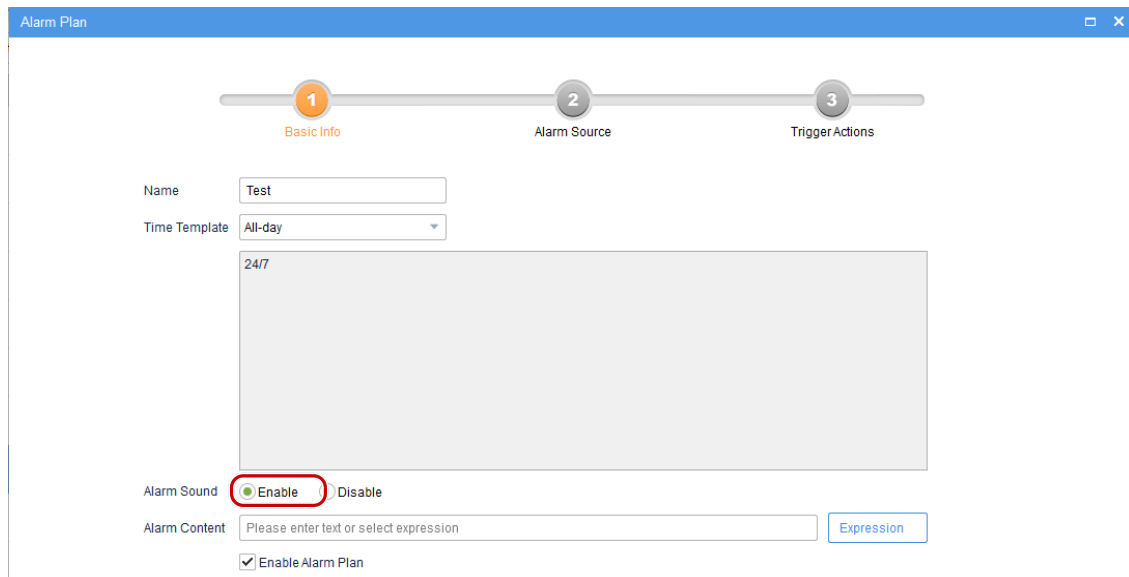 Alarm Plan
1 2 3
Basic Info Alarm Source Trigger Actions
Name Test
Time Template All-day
24/7
Alarm Sound Enable Disable
Alarm Content Please enter text or select expression Expression
Enable Alarm Plan